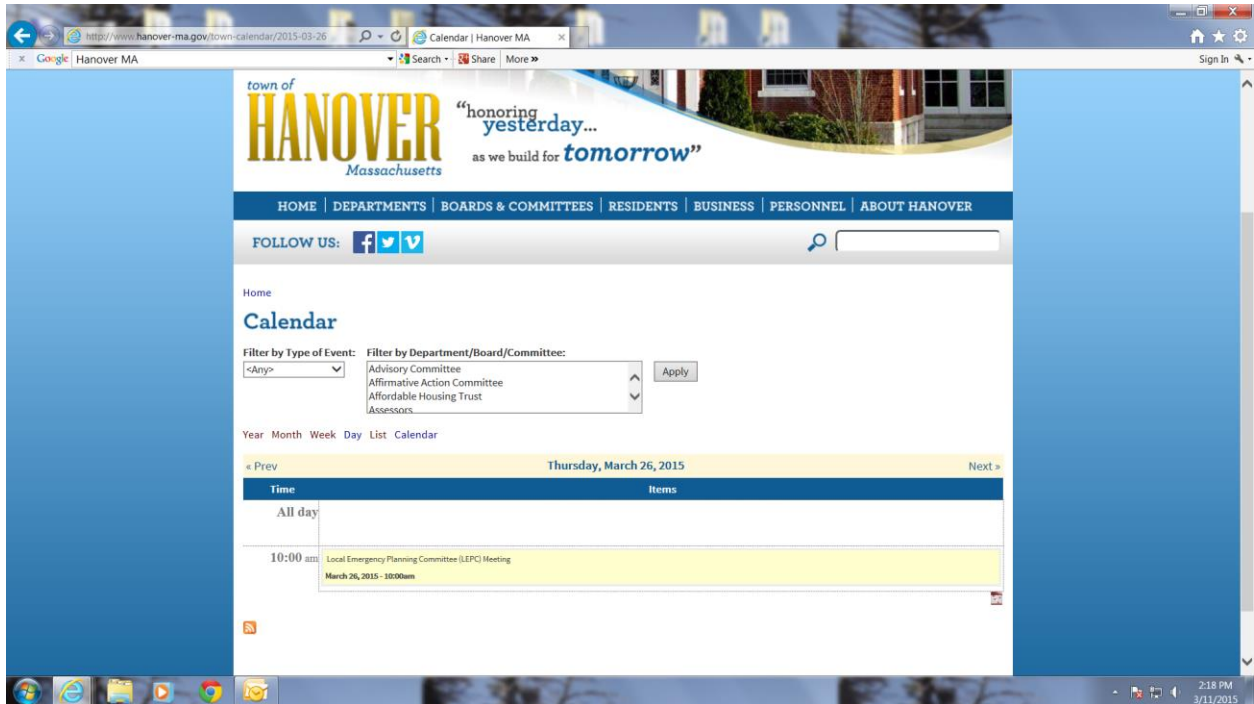 http://www.hanover-ma.gov/town-calendar/2015-03-26
Calendar | Hanover MA
x Google Hanover MA Search Share More » Sign In
town of
HANOVER
Massachusetts
“honoring
yesterday...
as we build for tomorrow”
HOME | DEPARTMENTS | BOARDS & COMMITTEES | RESIDENTS | BUSINESS | PERSONNEL | ABOUT HANOVER
FOLLOW US:
Home
Calendar
Filter by Type of Event: Filter by Department/Board/Committee:
<Any>
Advisory Committee
Affirmative Action Committee
Affordable Housing Trust
Assessors
Apply
Year Month Week Day List Calendar
« Prev Thursday, March 26, 2015 Next »
Time Items
All day
10:00 am Local Emergency Planning Committee (LEPC) Meeting
March 26, 2015 - 10:00am
2:18 PM
3/11/2015